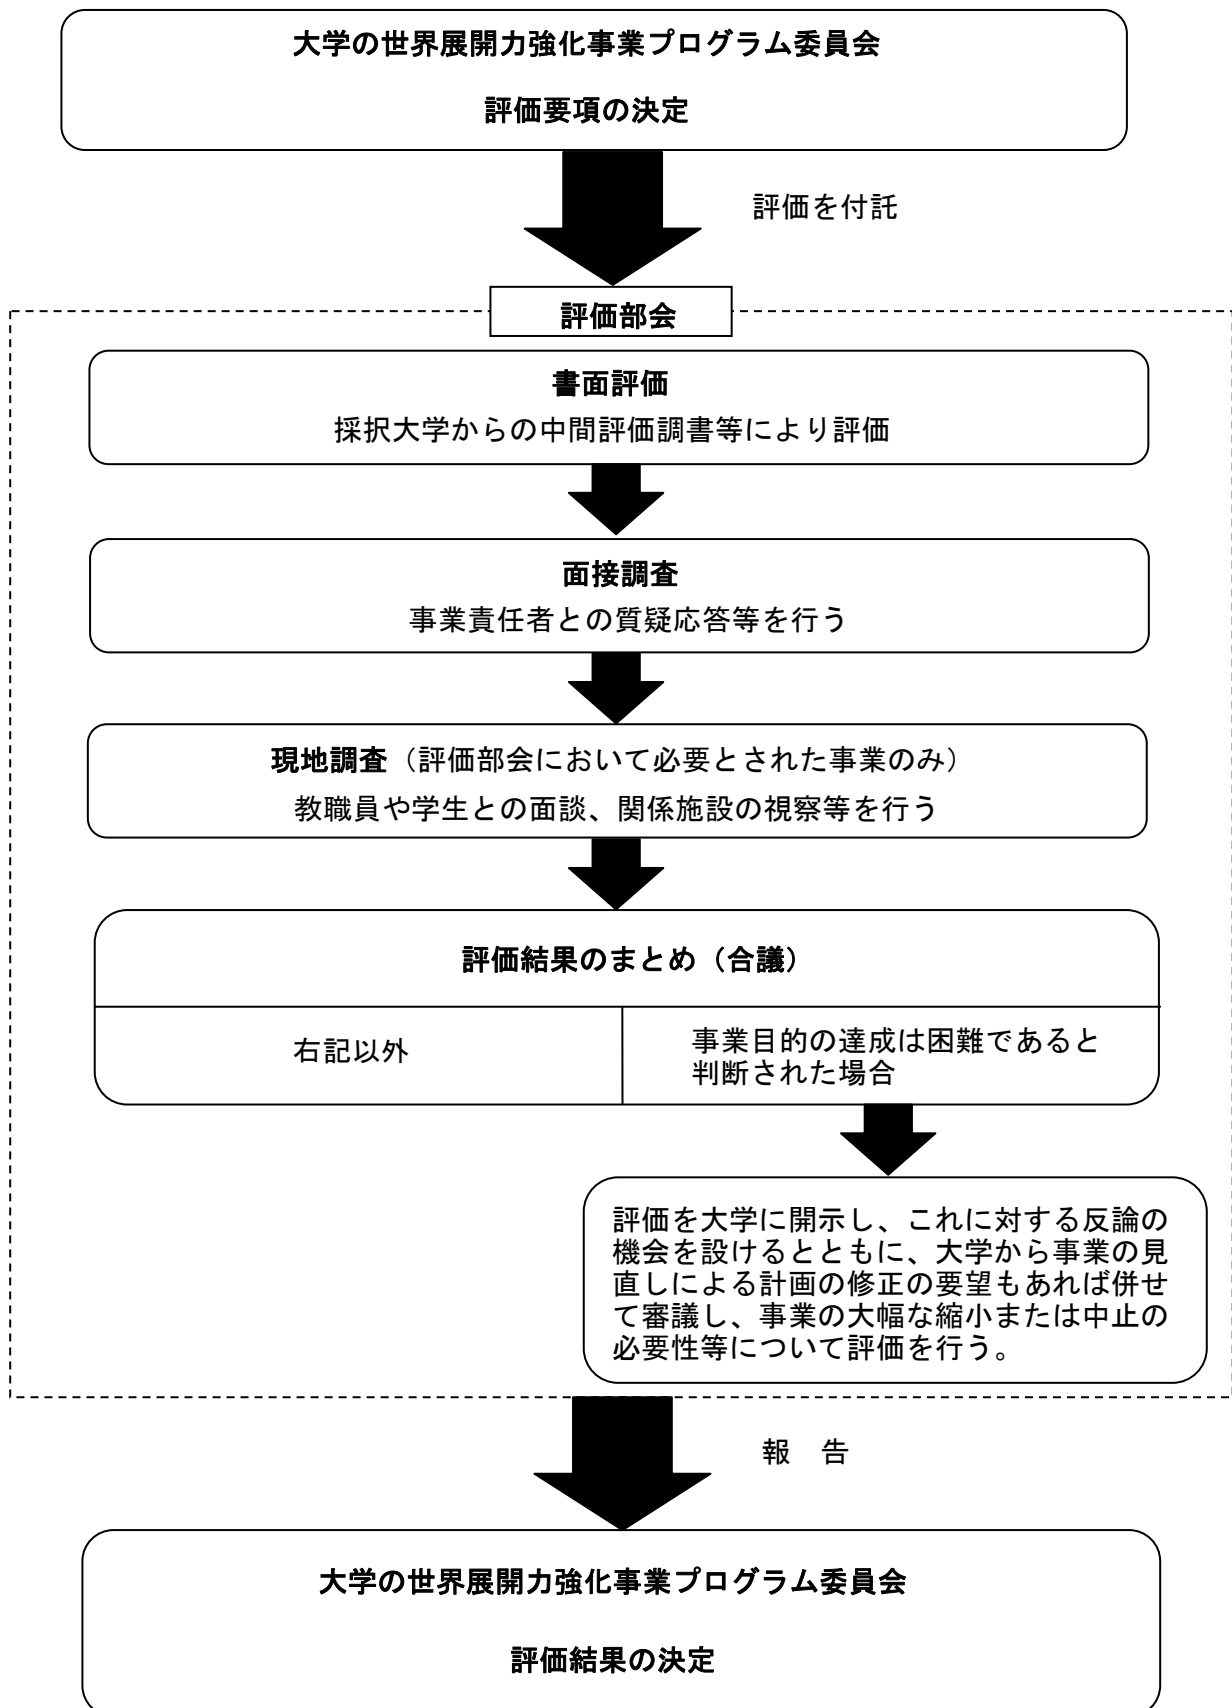 大学の世界展開力強化事業プログラム委員会
評価要項の決定
評価を付託
評価部会
書面評価
採択大学からの中間評価調書等により評価
面接調査
事業責任者との質疑応答等を行う
現地調査（評価部会において必要とされた事業のみ）
教職員や学生との面談、関係施設の視察等を行う
評価結果のまとめ（合議）
右記以外
事業目的の達成は困難であると
判断された場合
評価を大学に開示し、これに対する反論の
機会を設けるとともに、大学から事業の見
直しによる計画の修正の要望もあれば併せ
て審議し、事業の大幅な縮小または中止の
必要性等について評価を行う。
報　告
大学の世界展開力強化事業プログラム委員会
評価結果の決定